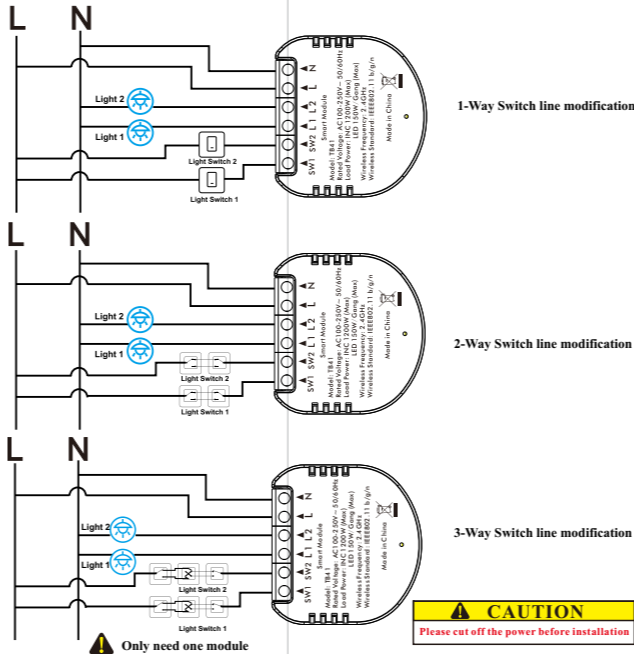 L N
N
L
L2
L1
SW2
SW1
Smart Module
Model: TB41
Rated Voltage: AC100-250V~ 50/60Hz
Load Power: INC 1200W (Max)
LED 150W/Gang (Max)
Wireless Frequency: 2.4GHz
Wireless Standard: IEEE802.11 b/g/n
Made in China
Light 2
Light 1
Light Switch 2
Light Switch 1
1-Way Switch line modification
L N
N
L
L2
L1
SW2
SW1
Smart Module
Model: TB41
Rated Voltage: AC100-250V~ 50/60Hz
Load Power: INC 1200W (Max)
LED 150W/Gang (Max)
Wireless Frequency: 2.4GHz
Wireless Standard: IEEE802.11 b/g/n
Made in China
Light 2
Light 1
Light Switch 2
Light Switch 1
2-Way Switch line modification
L N
N
L
L2
L1
SW2
SW1
Smart Module
Model: TB41
Rated Voltage: AC100-250V~ 50/60Hz
Load Power: INC 1200W (Max)
LED 150W/Gang (Max)
Wireless Frequency: 2.4GHz
Wireless Standard: IEEE802.11 b/g/n
Made in China
Light 2
Light 1
Light Switch 2
Light Switch 1
3-Way Switch line modification
CAUTION
Please cut off the power before installation
Only need one module